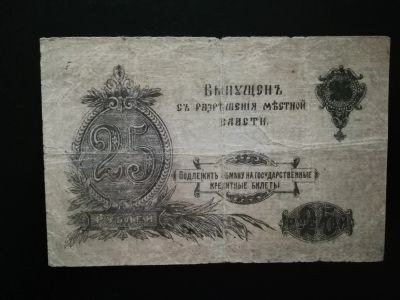 Выпущенъ
съ разрѣшенія мѣстной
власти.
25
Рублей
Подлежитъ обмѣну на государственные
кредитные билеты
25